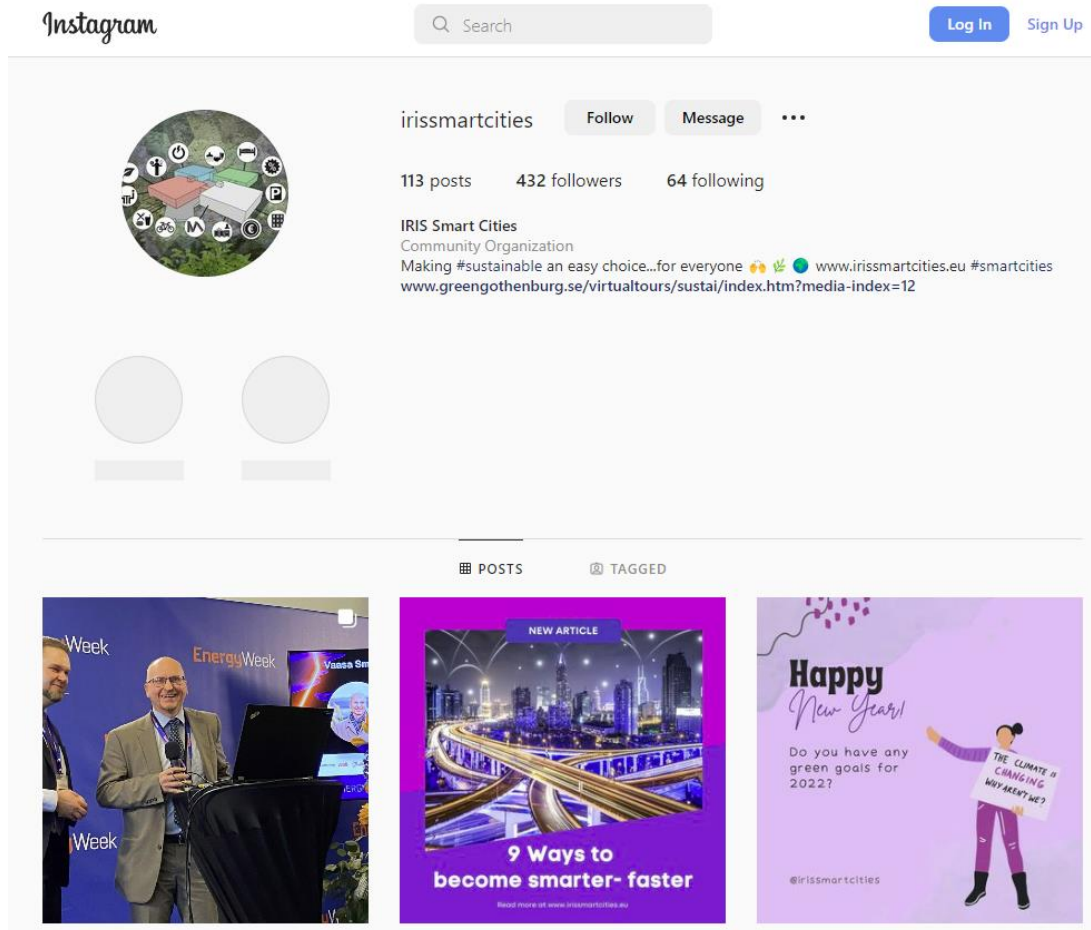 Instagram
Search
Log In
Sign Up
irissmartcities
Follow
Message
113 posts
432 followers
64 following
IRIS Smart Cities
Community Organization
Making #sustainable an easy choice...for everyone 🙌 🌿 🌍 www.irissmartcities.eu #smartcities
www.greengothenburg.se/virtualtours/sustai/index.htm?media-index=12
POSTS
TAGGED
Week
EnergyWeek
Vaasa Sm
Week
NEW ARTICLE
9 Ways to
become smarter- faster
Read more at www.irissmartcities.eu
Happy
New Year!
Do you have any
green goals for
2022?
THE CLIMATE IS
CHANGING
WHY AREN'T WE?
@irissmartcities